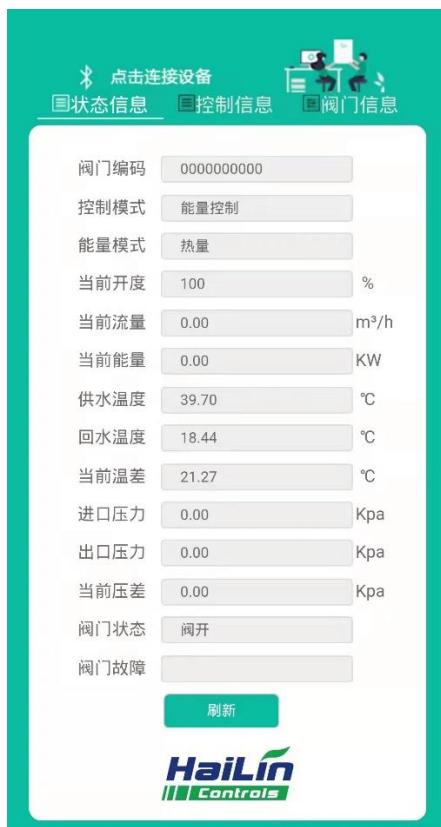 点击连接设备
状态信息 控制信息 阀门信息
阀门编码 0000000000
控制模式 能量控制
能量模式 热量
当前开度 100 %
当前流量 0.00 m³/h
当前能量 0.00 KW
供水温度 39.70 ℃
回水温度 18.44 ℃
当前温差 21.27 ℃
进口压力 0.00 Kpa
出口压力 0.00 Kpa
当前压差 0.00 Kpa
阀门状态 阀开
阀门故障
刷新
HaiLin
Controls